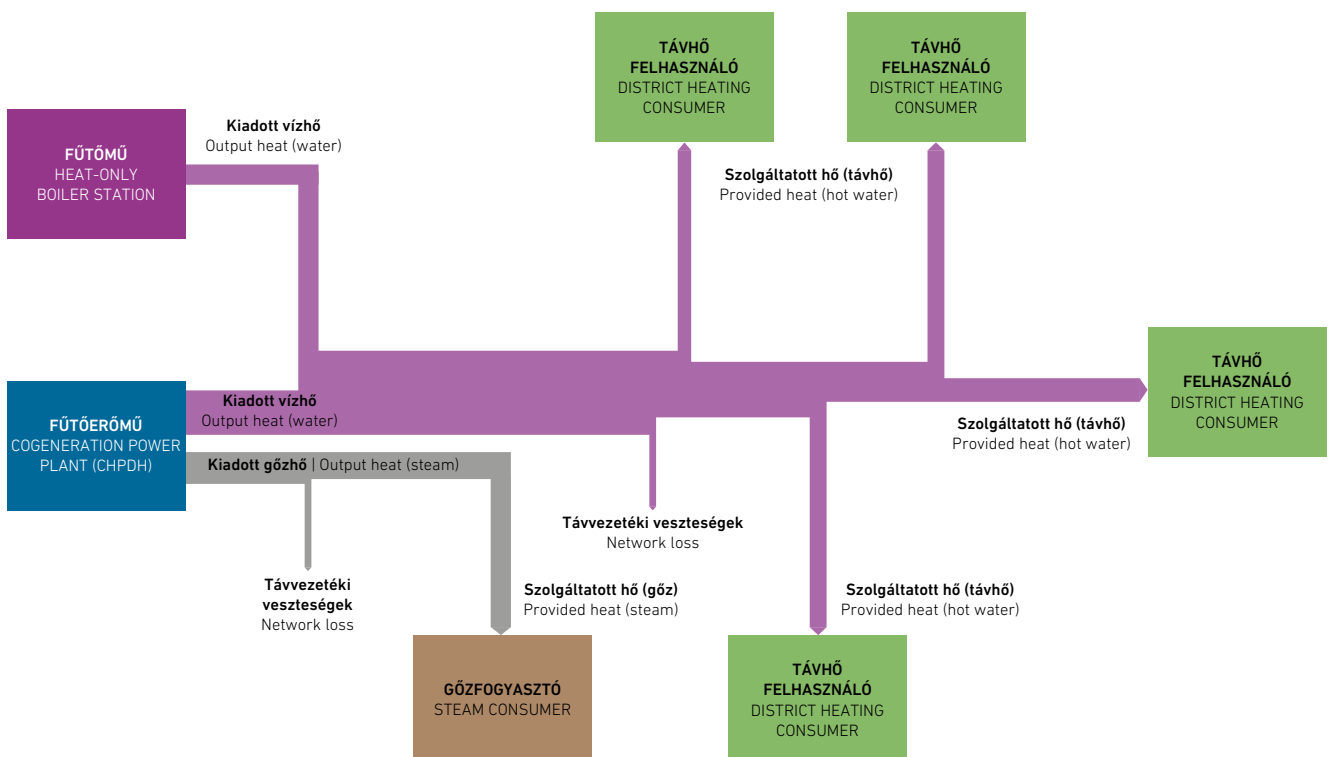 TÁVHŐ
FELHASZNÁLÓ
DISTRICT HEATING
CONSUMER
TÁVHŐ
FELHASZNÁLÓ
DISTRICT HEATING
CONSUMER
Kiadott vízhő
Output heat (water)
FŰTŐMŰ
HEAT-ONLY
BOILER STATION
Szolgáltatott hő (távhő)
Provided heat (hot water)
TÁVHŐ
FELHASZNÁLÓ
DISTRICT HEATING
CONSUMER
Kiadott vízhő
Output heat (water)
FŰTŐERŐMŰ
COGENERATION POWER
PLANT (CHPDH)
Szolgáltatott hő (távhő)
Provided heat (hot water)
Kiadott gőzhő | Output heat (steam)
Távvezetéki veszteségek
Network loss
Távvezetéki
veszteségek
Network loss
Szolgáltatott hő (gőz)
Provided heat (steam)
Szolgáltatott hő (távhő)
Provided heat (hot water)
GŐZFOGYASZTÓ
STEAM CONSUMER
TÁVHŐ
FELHASZNÁLÓ
DISTRICT HEATING
CONSUMER